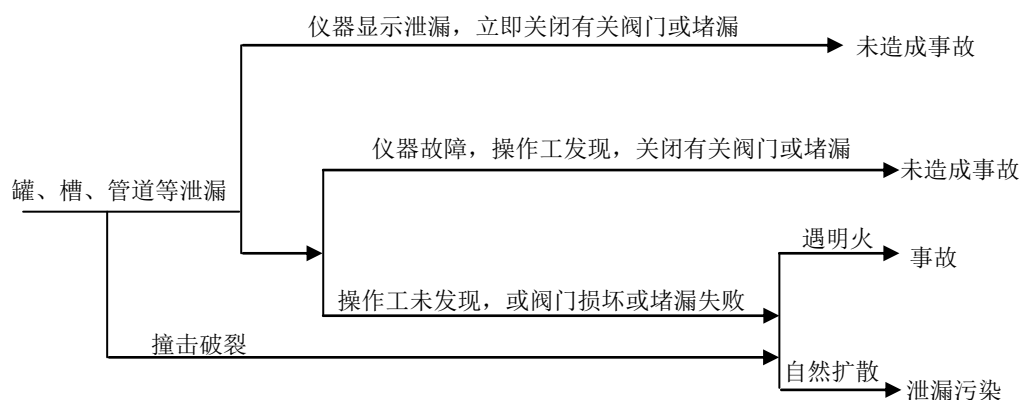 仪器显示泄漏，立即关闭有关阀门或堵漏
未造成事故
仪器故障，操作工发现，关闭有关阀门或堵漏
未造成事故
罐、槽、管道等泄漏
遇明火
事故
操作工未发现，或阀门损坏或堵漏失败
撞击破裂
自然扩散
泄漏污染